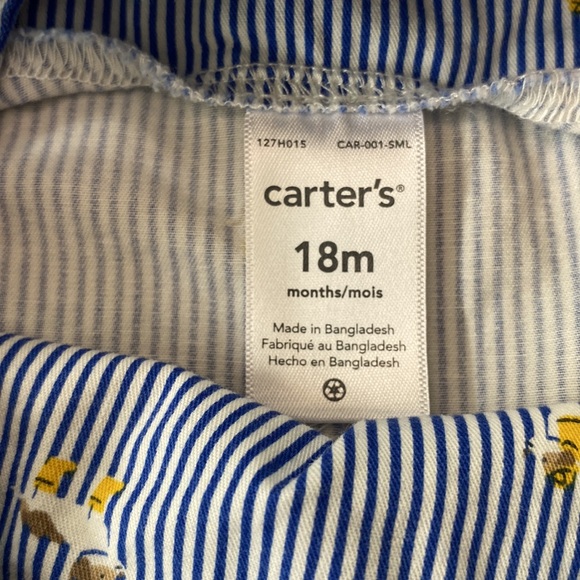 127H015 CAR-001-SML
carter's®
18m
months/mois
Made in Bangladesh
Fabriqué au Bangladesh
Hecho en Bangladesh